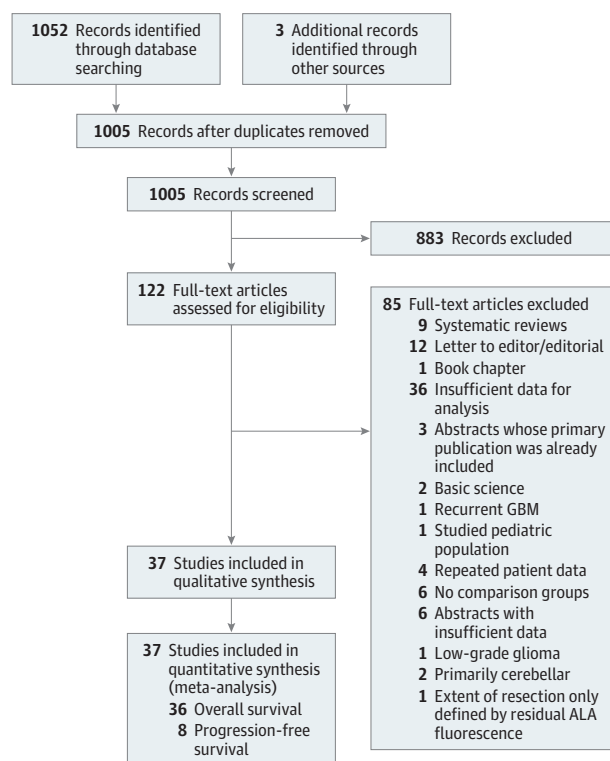 1052 Records identified
through database
searching
3 Additional records
identified through
other sources
1005 Records after duplicates removed
1005 Records screened
883 Records excluded
122 Full-text articles
assessed for eligibility
85 Full-text articles excluded
9 Systematic reviews
12 Letter to editor/editorial
1 Book chapter
36 Insufficient data for
analysis
3 Abstracts whose primary
publication was already
included
2 Basic science
1 Recurrent GBM
1 Studied pediatric
population
4 Repeated patient data
6 No comparison groups
6 Abstracts with
insufficient data
1 Low-grade glioma
2 Primarily cerebellar
1 Extent of resection only
defined by residual ALA
fluorescence
37 Studies included in
qualitative synthesis
37 Studies included in
quantitative synthesis
(meta-analysis)
36 Overall survival
8 Progression-free
survival